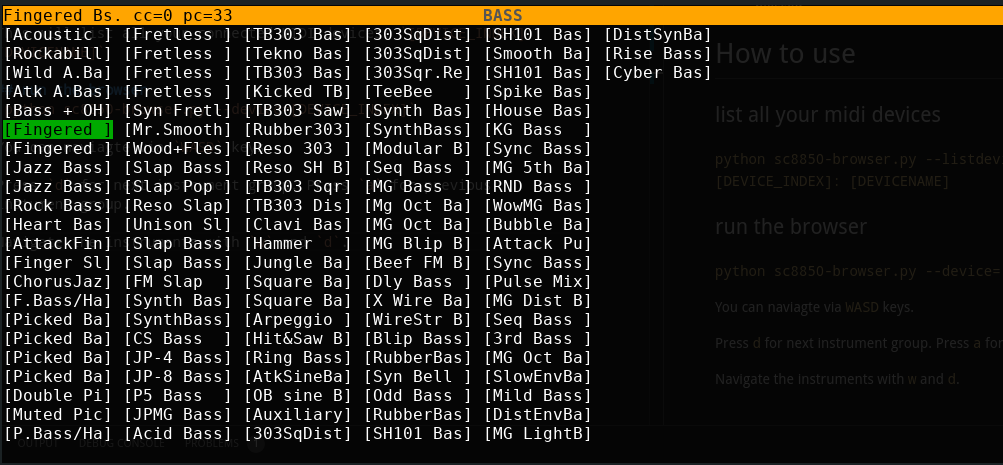 Fingered Bs. cc=0 pc=33 BASS
[Acoustic ] [Fretless ] [TB303 Bas] [303SqDist] [SH101 Bas] [DistSynBa]
[Rockabill] [Fretless ] [Tekno Bas] [303SqDist] [Smooth Ba] [Rise Bass]
[Wild A.Ba] [Fretless ] [TB303 Bas] [303Sqr.Re] [SH101 Bas] [Cyber Bas]
[Atk A.Bas] [Fretless ] [Kicked TB] [TeeBee   ] [Spike Bas]
[Bass + OH] [Syn Fretl] [TB303 Saw] [Synth Bas] [House Bas]
[Fingered ] [Mr.Smooth] [Rubber303] [SynthBass] [KG Bass  ]
[Fingered ] [Wood+Fles] [Reso 303 ] [Modular B] [Sync Bass]
[Jazz Bass] [Slap Bass] [Reso SH B] [Seq Bass ] [MG 5th Ba]
[Jazz Bass] [Slap Bass] [TB303 Sqr] [MG Bass  ] [RND Bass ]
[Rock Bass] [Reso Slap] [TB303 Dis] [Mg Oct Ba] [WowMG Bas]
[Heart Bas] [Unison Sl] [Clavi Bas] [MG Oct Ba] [Bubble Ba]
[AttackFin] [Slap Bass] [Hammer   ] [MG Blip B] [Attack Pu]
[Finger Sl] [Slap Bass] [Jungle Ba] [Beef FM B] [Sync Bass]
[ChorusJaz] [FM Slap  ] [Square Ba] [Dly Bass ] [Pulse Mix]
[F.Bass/Ha] [Synth Bas] [Square Ba] [X Wire Ba] [MG Dist B]
[Picked Ba] [SynthBass] [Arpeggio ] [WireStr B] [Seq Bass ]
[Picked Ba] [CS Bass  ] [Hit&Saw B] [Blip Bass] [3rd Bass ]
[Picked Ba] [JP-4 Bass] [Ring Bass] [RubberBas] [MG Oct Ba]
[Picked Ba] [JP-8 Bass] [AtkSineBa] [Syn Bell ] [SlowEnvBa]
[Double Pi] [P5 Bass  ] [OB sine B] [Odd Bass ] [Mild Bass]
[Muted Pic] [JPMG Bass] [Auxiliary] [RubberBas] [DistEnvBa]
[P.Bass/Ha] [Acid Bass] [303SqDist] [SH101 Bas] [MG LightB]
How to use
list all your midi devices
python sc8850-browser.py --listdev
[DEVICE_INDEX]: [DEVICENAME]
run the browser
python sc8850-browser.py --device=
You can naviagte via WASD keys.
Press d for next instrument group. Press a for
Navigate the instruments with w and d.
OUTPUT DEBUG CONSOLE PROBLEMS 1